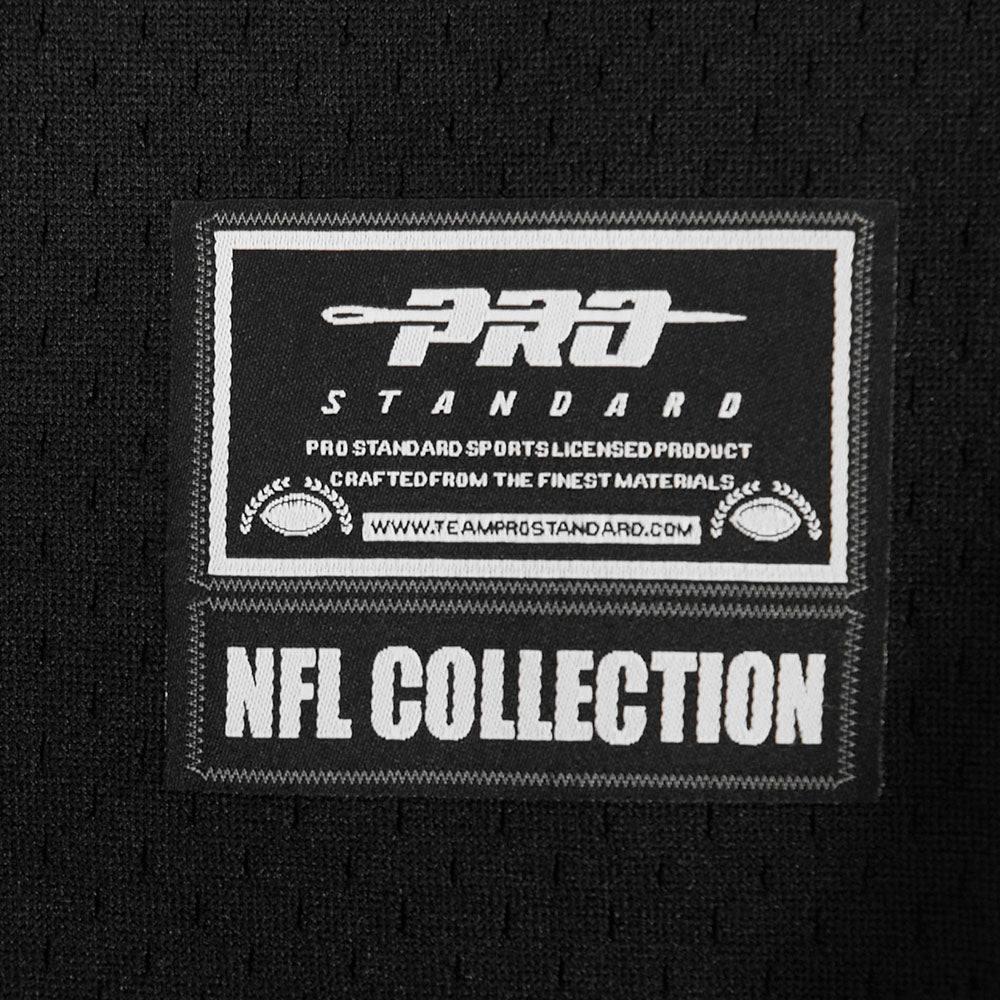 PRO
STANDARD
PRO STANDARD SPORTS LICENSED PRODUCT
CRAFTED FROM THE FINEST MATERIALS
WWW.TEAMPROSTANDARD.COM
NFL COLLECTION